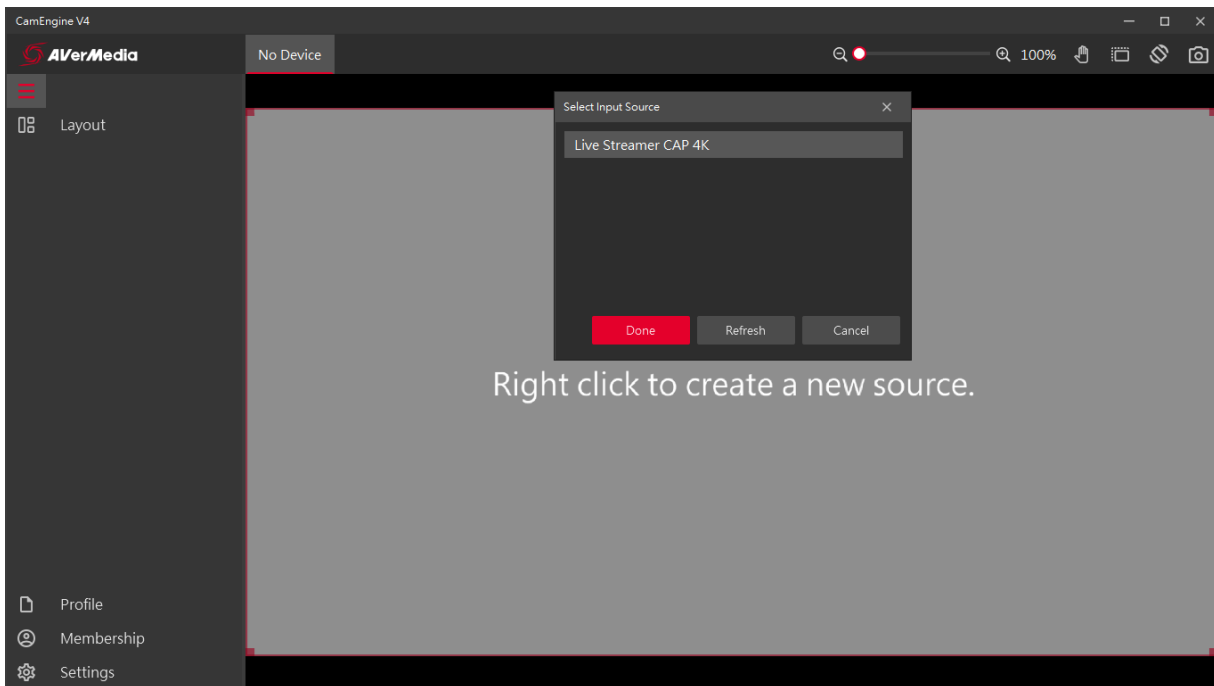 CamEngine V4
AVerMedia
No Device
100%
Layout
Select Input Source
Live Streamer CAP 4K
Done Refresh Cancel
Right click to create a new source.
Profile
Membership
Settings